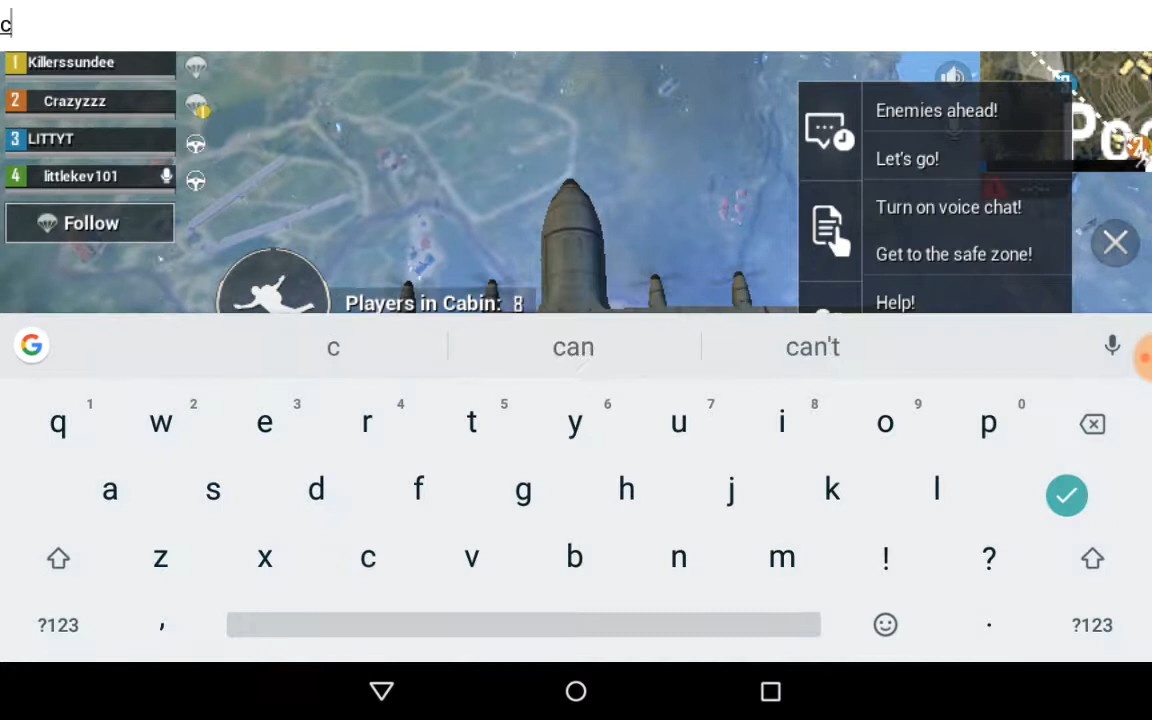 c
1 Killerssundee
2 Crazyzzz
3 LITTYT
4 littlekev101
Follow
Players in Cabin: 8
Enemies ahead!
Let's go!
Turn on voice chat!
Get to the safe zone!
Help!
Poc
c can can't
1 2 3 4 5 6 7 8 9 0
q w e r t y u i o p
a s d f g h j k l
z x c v b n m ! ?
?123 , . ?123